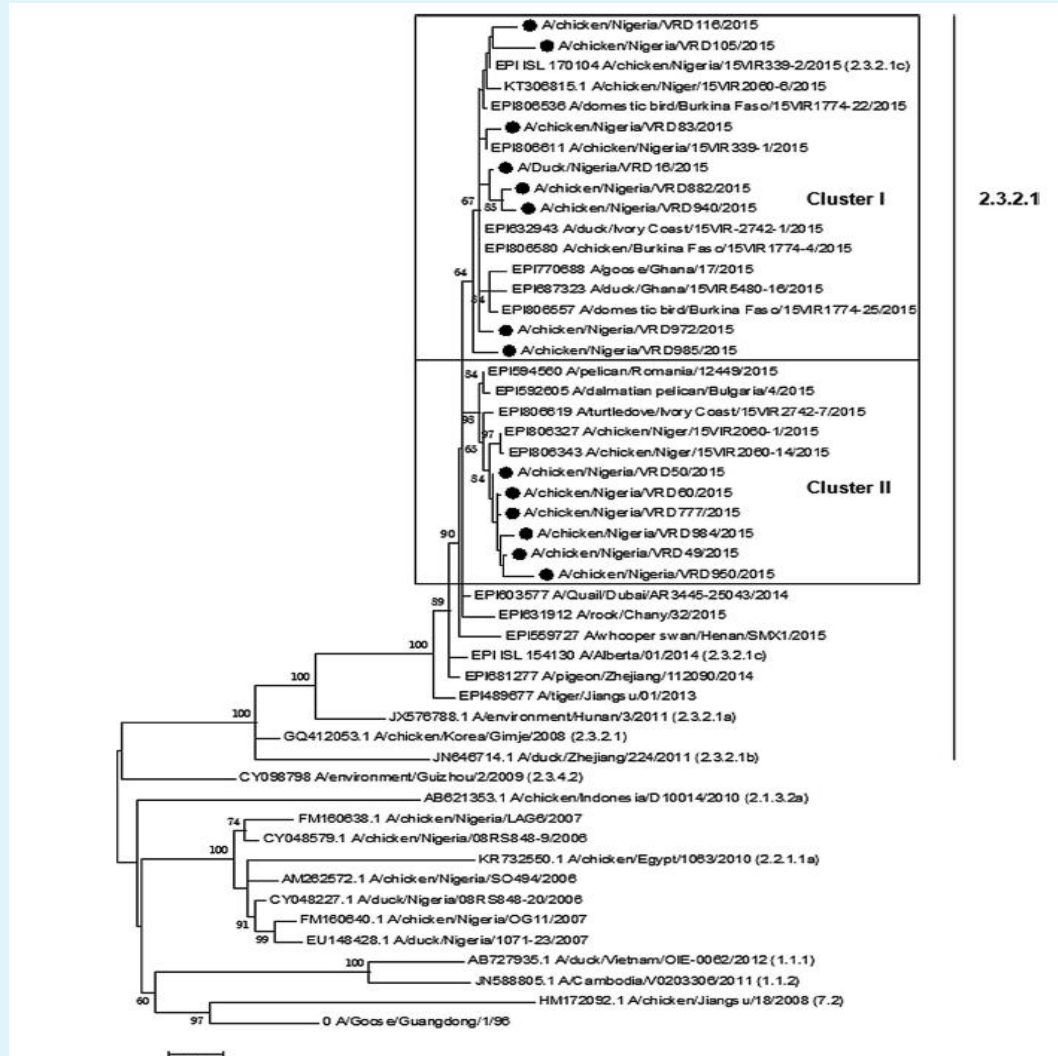 A/chicken/Nigeria/VRD116/2015
A/chicken/Nigeria/VRD105/2015
EPI ISL 170104 A/chicken/Nigeria/15VIR339-2/2015 (2.3.2.1c)
KT306815.1 A/chicken/Niger/15VIR2060-6/2015
EPI806536 A/domestic bird/Burkina Faso/15VIR1774-22/2015
A/chicken/Nigeria/VRD83/2015
EPI806611 A/chicken/Nigeria/15VIR339-1/2015
A/Duck/Nigeria/VRD16/2015
A/chicken/Nigeria/VRD882/2015
67
85
A/chicken/Nigeria/VRD940/2015
Cluster I
2.3.2.1
EPI632943 A/duck/Ivory Coast/15VIR-2742-1/2015
EPI806580 A/chicken/Burkina Faso/15VIR1774-4/2015
64
EPI770688 A/goose/Ghana/17/2015
EPI687323 A/duck/Ghana/15VIR5480-16/2015
84
EPI806557 A/domestic bird/Burkina Faso/15VIR1774-25/2015
A/chicken/Nigeria/VRD972/2015
A/chicken/Nigeria/VRD985/2015
84
EPI594560 A/pelican/Romania/12449/2015
EPI592605 A/dalmatian pelican/Bulgaria/4/2015
98
EPI806619 A/turtledove/Ivory Coast/15VIR2742-7/2015
97
EPI806327 A/chicken/Niger/15VIR2060-1/2015
65
EPI806343 A/chicken/Niger/15VIR2060-14/2015
84
A/chicken/Nigeria/VRD50/2015
A/chicken/Nigeria/VRD60/2015
Cluster II
A/chicken/Nigeria/VRD777/2015
90
A/chicken/Nigeria/VRD984/2015
A/chicken/Nigeria/VRD49/2015
A/chicken/Nigeria/VRD950/2015
89
EPI603577 A/Quail/Dubai/AR3445-25043/2014
EPI631912 A/rook/Chany/32/2015
EPI559727 A/whooper swan/Henan/SMX1/2015
100
EPI ISL 154130 A/Alberta/01/2014 (2.3.2.1c)
100
EPI681277 A/pigeon/Zhejiang/112090/2014
EPI489677 A/tiger/Jiangsu/01/2013
100
JX576788.1 A/environment/Hunan/3/2011 (2.3.2.1a)
GQ412053.1 A/chicken/Korea/Gimje/2008 (2.3.2.1)
JN646714.1 A/duck/Zhejiang/224/2011 (2.3.2.1b)
CY098798 A/environment/Guizhou/2/2009 (2.3.4.2)
AB621353.1 A/chicken/Indonesia/D10014/2010 (2.1.3.2a)
74
FM160638.1 A/chicken/Nigeria/LAG6/2007
CY048579.1 A/chicken/Nigeria/08RS848-9/2006
100
KR732550.1 A/chicken/Egypt/1063/2010 (2.2.1.1a)
AM262572.1 A/chicken/Nigeria/SO494/2006
CY048227.1 A/duck/Nigeria/08RS848-20/2006
91
FM160640.1 A/chicken/Nigeria/OG11/2007
99
EU148428.1 A/duck/Nigeria/1071-23/2007
100
AB727935.1 A/duck/Vietnam/OIE-0062/2012 (1.1.1)
JN588805.1 A/Cambodia/V0203306/2011 (1.1.2)
60
HM172092.1 A/chicken/Jiangsu/18/2008 (7.2)
97
0 A/Goose/Guangdong/1/96